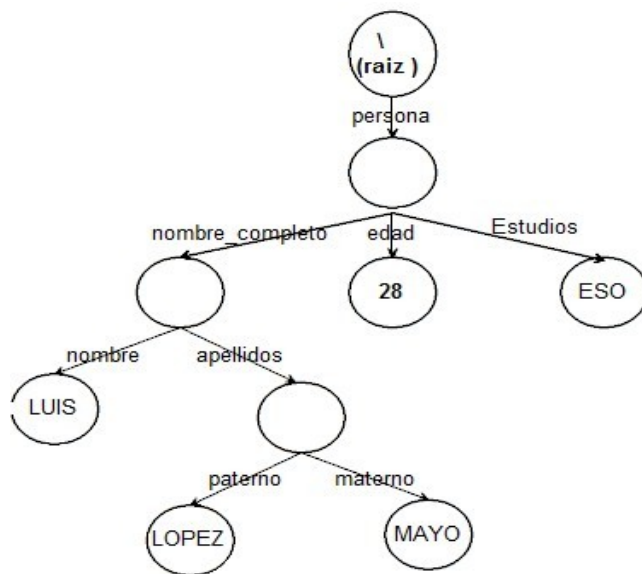 \
(raiz )
persona
nombre_completo edad Estudios
28 ESO
nombre apellidos
LUIS
paterno materno
LOPEZ MAYO